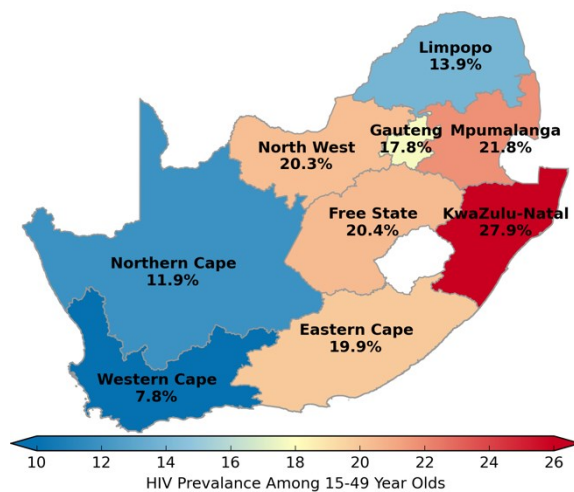 Limpopo
13.9%
Gauteng
17.8%
Mpumalanga
21.8%
North West
20.3%
Free State
20.4%
KwaZulu-Natal
27.9%
Northern Cape
11.9%
Eastern Cape
19.9%
Western Cape
7.8%
10 12 14 16 18 20 22 24 26
HIV Prevalance Among 15-49 Year Olds